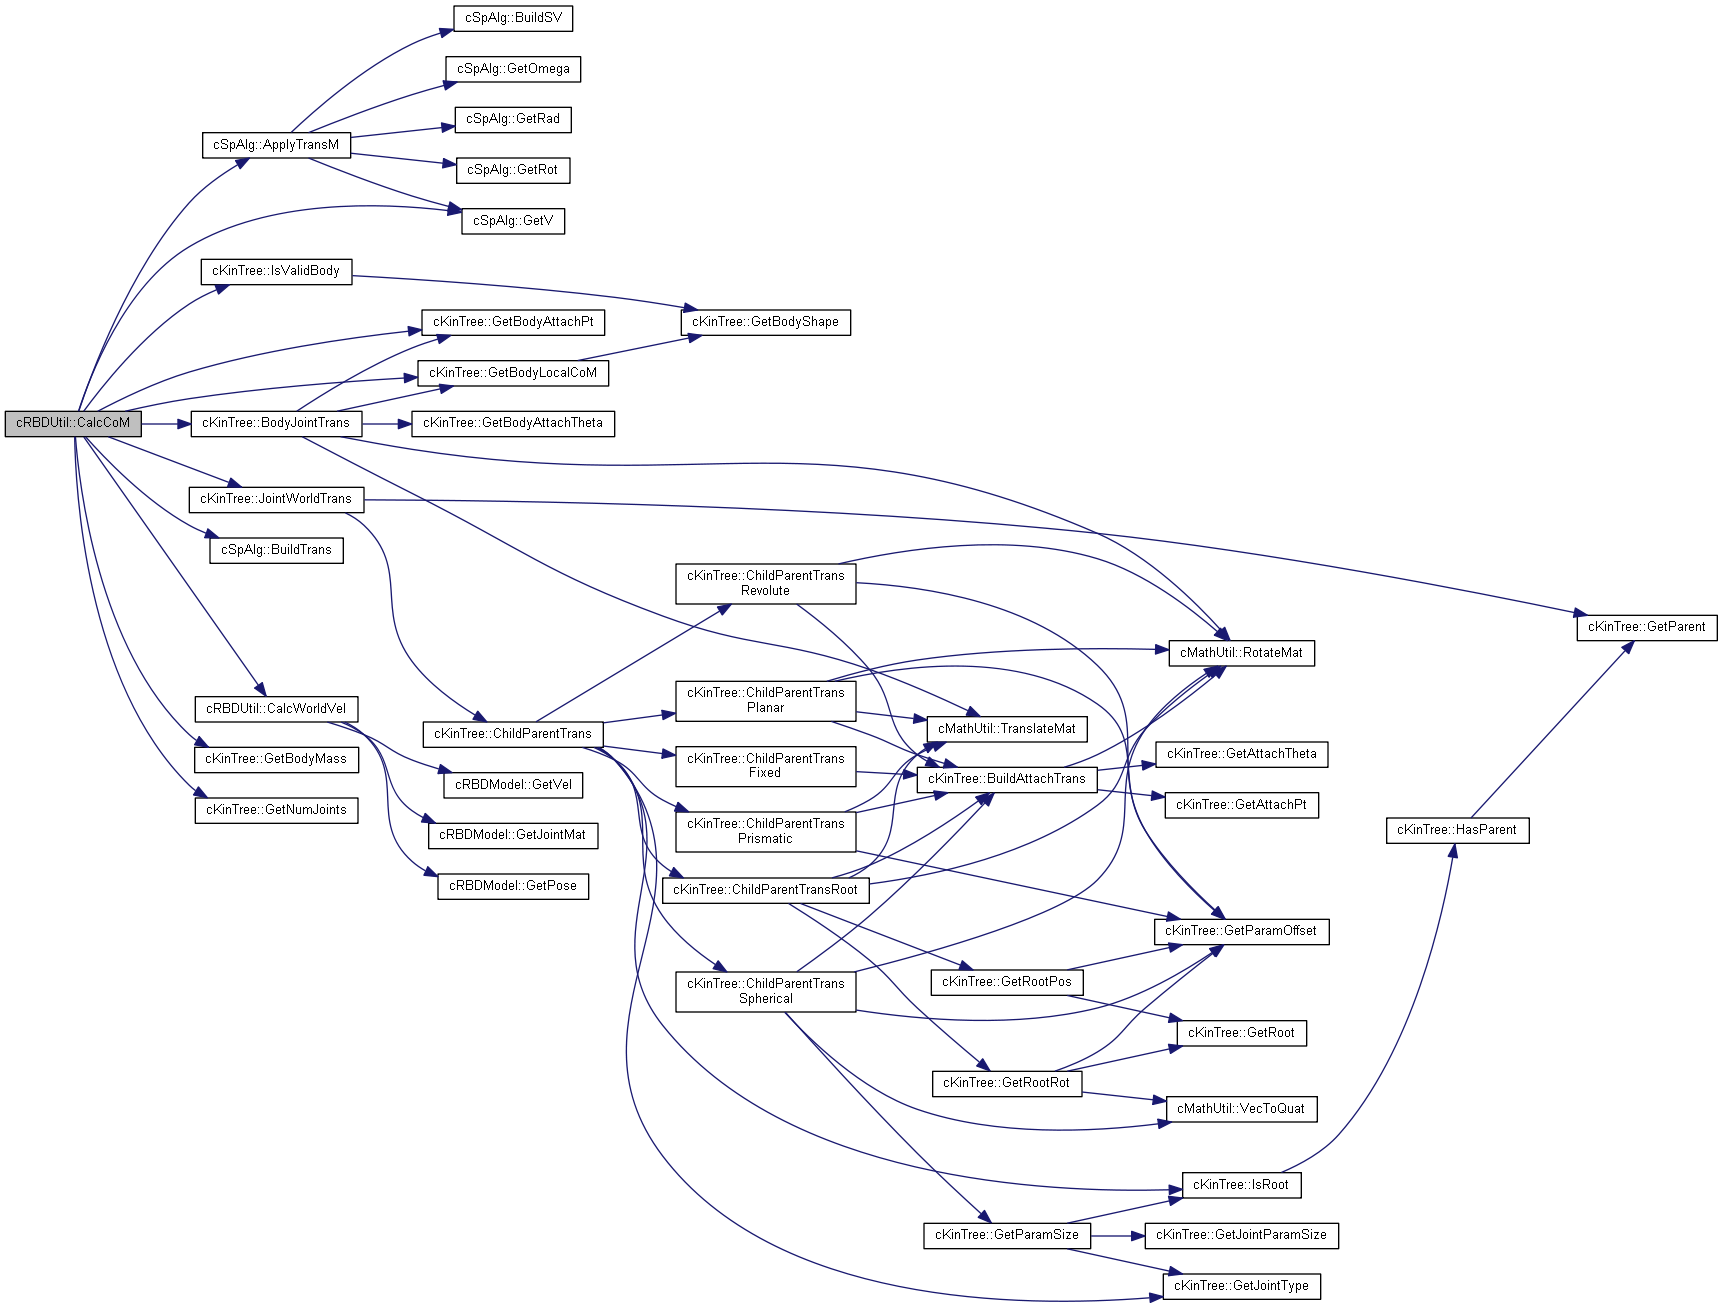 cSpAlg::BuildSV
cSpAlg::GetOmega
cSpAlg::GetRad
cSpAlg::ApplyTransM
cSpAlg::GetRot
cSpAlg::GetV
cKinTree::IsValidBody
cKinTree::GetBodyAttachPt
cKinTree::GetBodyShape
cKinTree::GetBodyLocalCoM
cRBDUtil::CalcCoM
cKinTree::BodyJointTrans
cKinTree::GetBodyAttachTheta
cKinTree::JointWorldTrans
cSpAlg::BuildTrans
cKinTree::ChildParentTrans
Revolute
cKinTree::GetParent
cMathUtil::RotateMat
cKinTree::ChildParentTrans
Planar
cRBDUtil::CalcWorldVel
cMathUtil::TranslateMat
cKinTree::ChildParentTrans
cKinTree::GetBodyMass
cKinTree::ChildParentTrans
Fixed
cKinTree::GetAttachTheta
cKinTree::BuildAttachTrans
cRBDModel::GetVel
cKinTree::GetAttachPt
cKinTree::GetNumJoints
cKinTree::ChildParentTrans
Prismatic
cRBDModel::GetJointMat
cKinTree::HasParent
cRBDModel::GetPose
cKinTree::ChildParentTransRoot
cKinTree::GetParamOffset
cKinTree::GetRootPos
cKinTree::ChildParentTrans
Spherical
cKinTree::GetRoot
cKinTree::GetRootRot
cMathUtil::VecToQuat
cKinTree::IsRoot
cKinTree::GetParamSize
cKinTree::GetJointParamSize
cKinTree::GetJointType